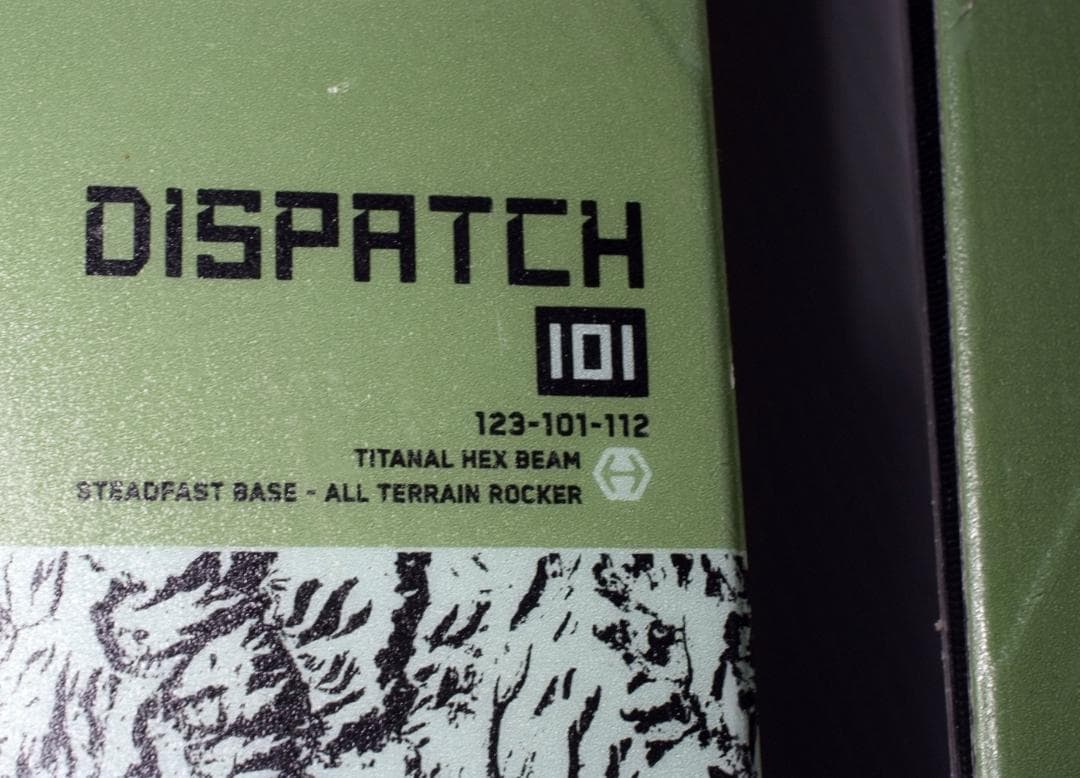 DISPATCH
101
123-101-112
TITANAL HEX BEAM
STEADFAST BASE - ALL TERRAIN ROCKER